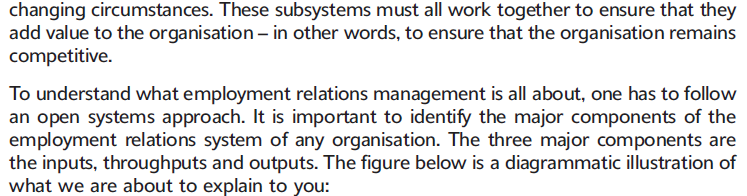 changing circumstances. These subsystems must all work together to ensure that they
add value to the organisation – in other words, to ensure that the organisation remains
competitive.
To understand what employment relations management is all about, one has to follow
an open systems approach. It is important to identify the major components of the
employment relations system of any organisation. The three major components are
the inputs, throughputs and outputs. The figure below is a diagrammatic illustration of
what we are about to explain to you: